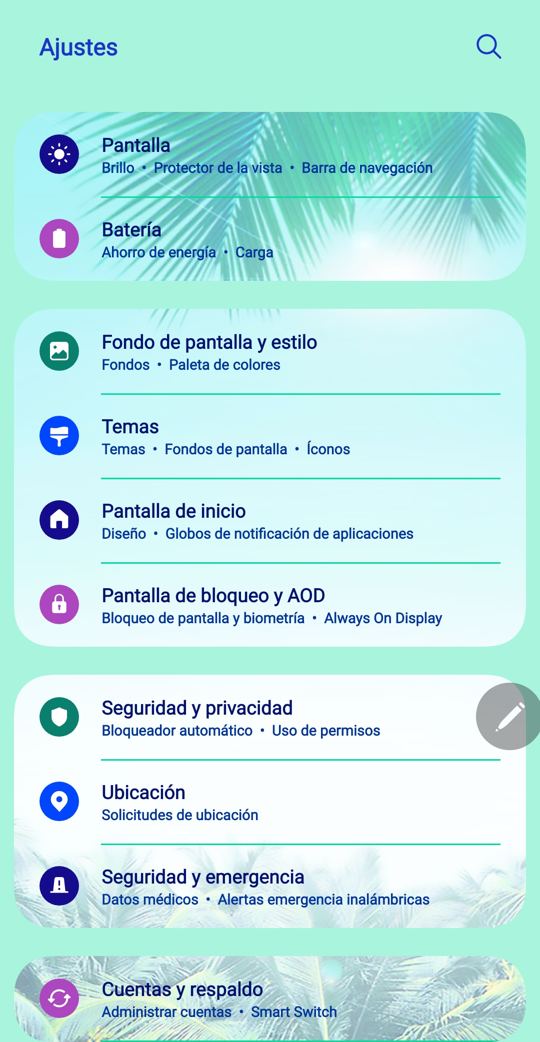 Ajustes
Pantalla
Brillo • Protector de la vista • Barra de navegación
Batería
Ahorro de energía • Carga
Fondo de pantalla y estilo
Fondos • Paleta de colores
Temas
Temas • Fondos de pantalla • Íconos
Pantalla de inicio
Diseño • Globos de notificación de aplicaciones
Pantalla de bloqueo y AOD
Bloqueo de pantalla y biometría • Always On Display
Seguridad y privacidad
Bloqueador automático • Uso de permisos
Ubicación
Solicitudes de ubicación
Seguridad y emergencia
Datos médicos • Alertas emergencia inalámbricas
Cuentas y respaldo
Administrar cuentas • Smart Switch